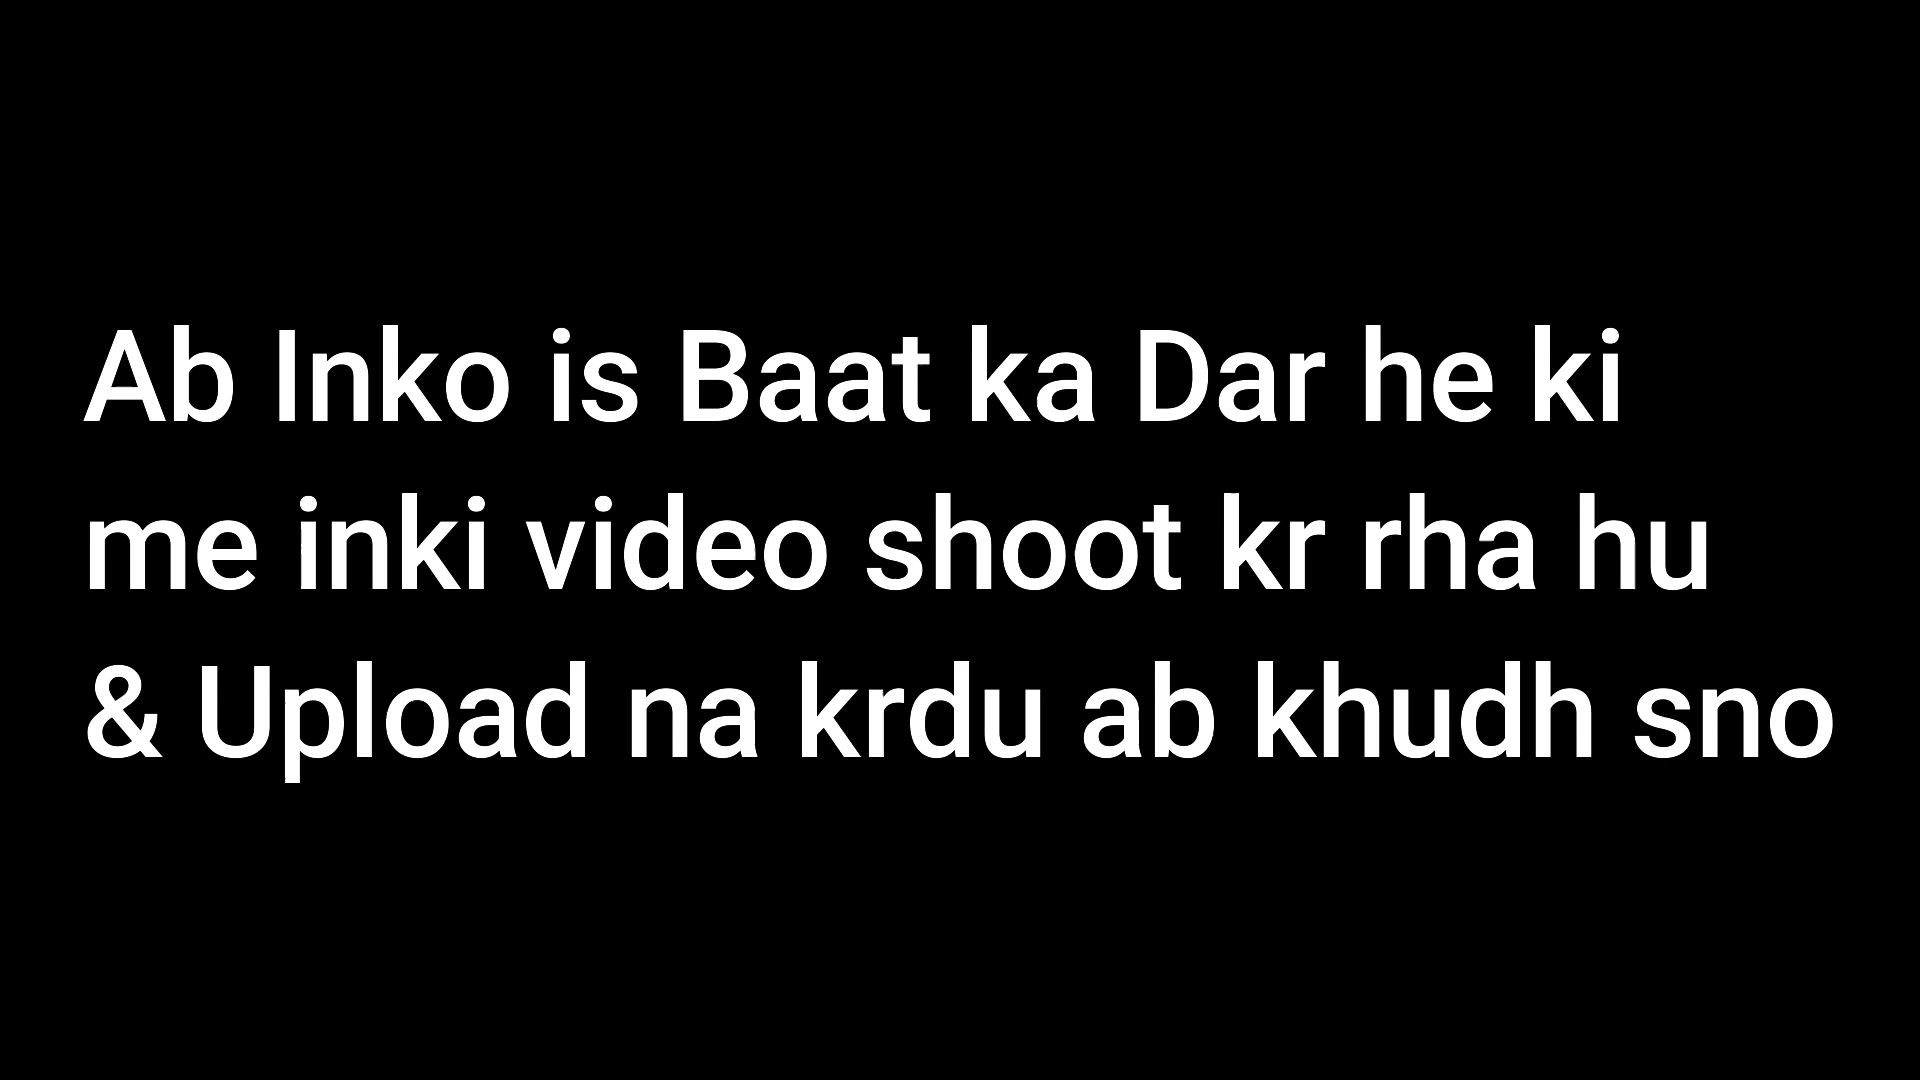 Ab Inko is Baat ka Dar he ki
me inki video shoot kr rha hu
& Upload na krdu ab khudh sno